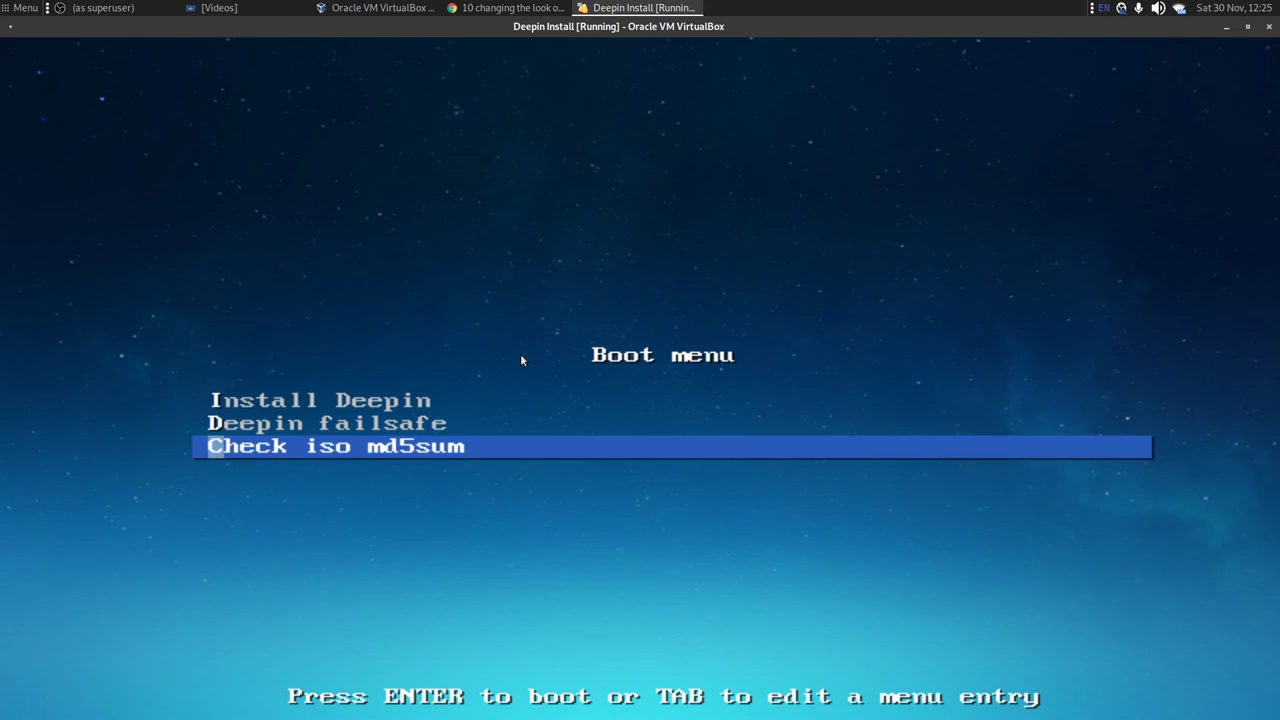 Menu (as superuser) [Videos] Oracle VM VirtualBox ... 10 changing the look o... Deepin Install [Runnin... EN Sat 30 Nov, 12:25
Deepin Install [Running] - Oracle VM VirtualBox
Boot menu
Install Deepin
Deepin failsafe
Check iso md5sum
Press ENTER to boot or TAB to edit a menu entry